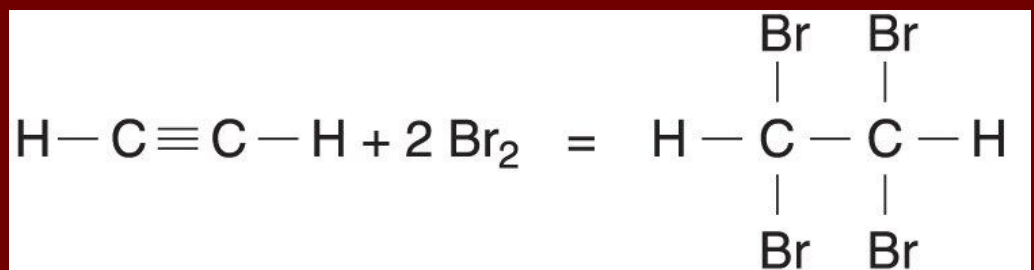 Br Br
H — C ≡ C — H + 2 Br₂ = H — C — C — H
Br Br